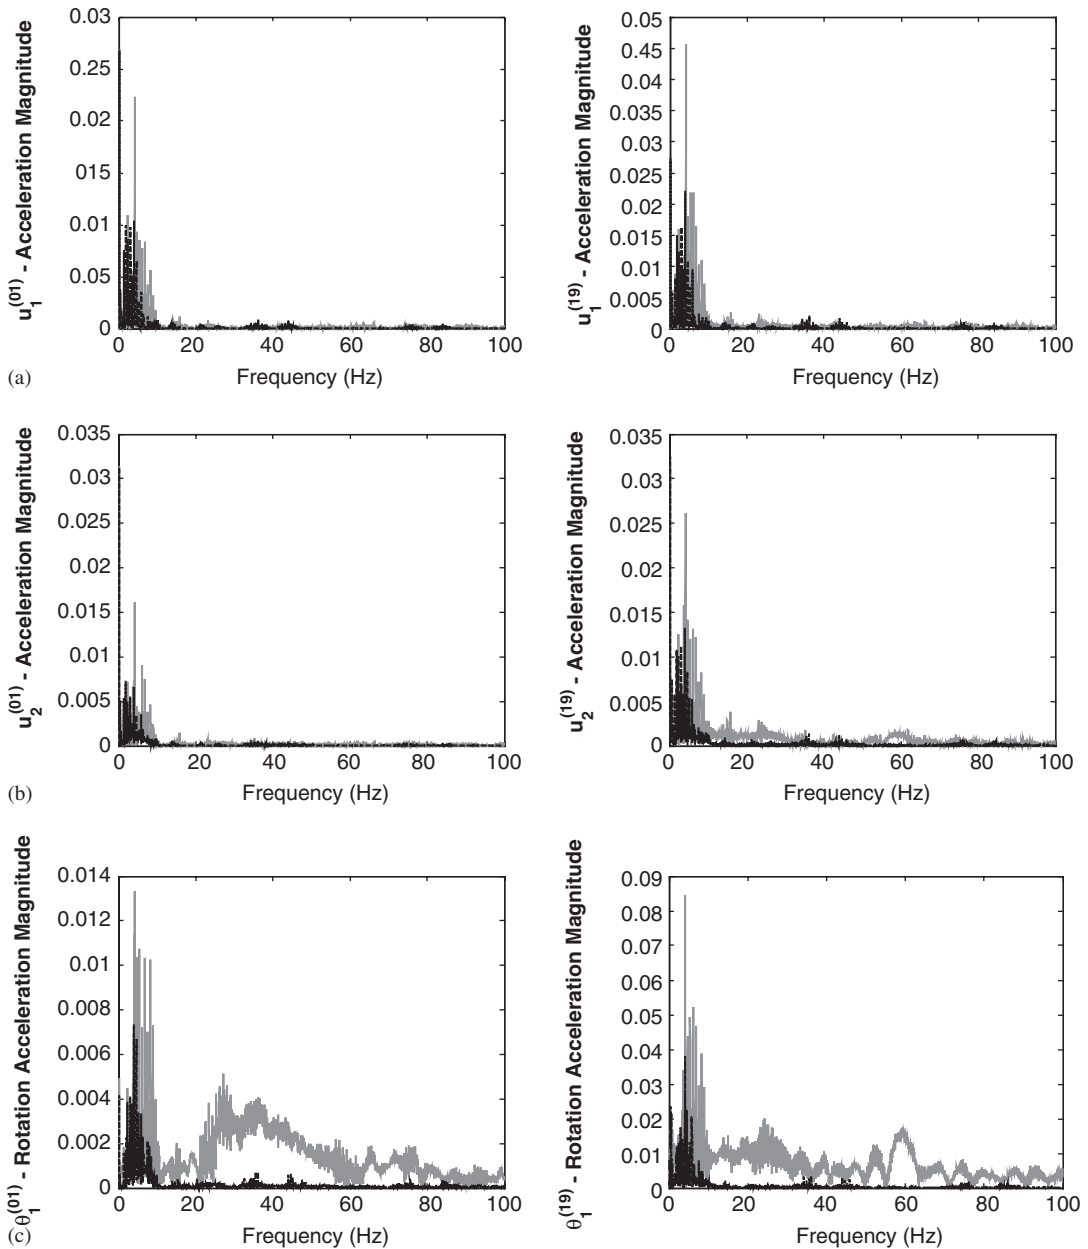 u₁⁽⁰¹⁾ - Acceleration Magnitude
0.03
0.25
0.02
015
0.01
0.05
0
0 20 40 60 80 100
Frequency (Hz)
u₁⁽¹⁹⁾ - Acceleration Magnitude
0.05
0.45
0.04
0.035
0.03
0.025
0.02
0.015
0.01
0.005
0
0 20 40 60 80 100
Frequency (Hz)
(a)
u₂⁽⁰¹⁾ - Acceleration Magnitude
0.035
0.03
0.025
0.02
0.015
0.01
0.005
0
0 20 40 60 80 100
Frequency (Hz)
u₂⁽¹⁹⁾ - Acceleration Magnitude
0.035
0.03
0.025
0.02
0.015
0.01
0.005
0
0 20 40 60 80 100
Frequency (Hz)
(b)
θ₁⁽⁰¹⁾ - Rotation Acceleration Magnitude
0.014
0.012
0.01
0.008
0.006
0.004
0.002
0
0 20 40 60 80 100
Frequency (Hz)
θ₁⁽¹⁹⁾ - Rotation Acceleration Magnitude
0.09
0.08
0.07
0.06
0.05
0.04
0.03
0.02
0.01
0
0 20 40 60 80 100
Frequency (Hz)
(c)